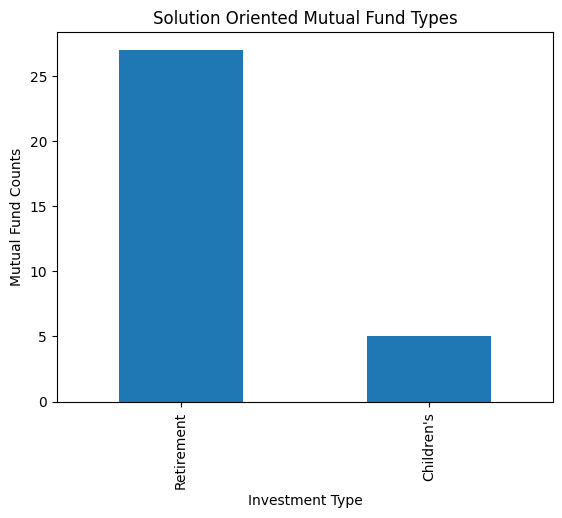 Solution Oriented Mutual Fund Types
Mutual Fund Counts
25
20
15
10
5
0
Retirement
Children's
Investment Type